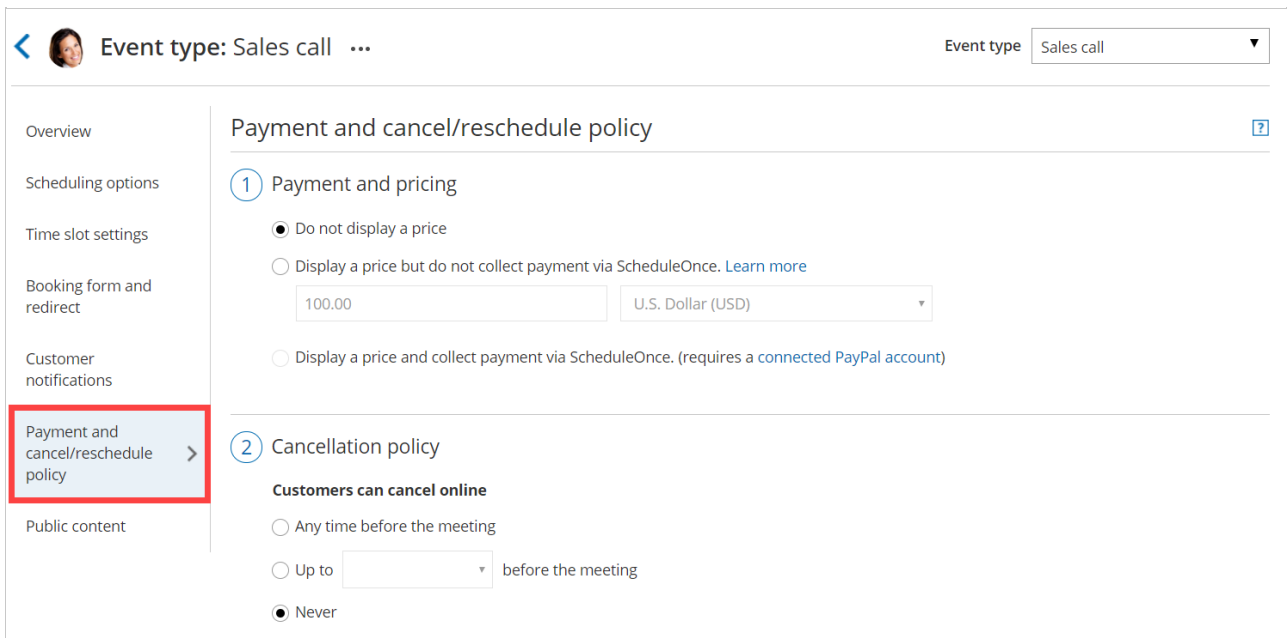 Event type: Sales call ...
Event type
Sales call
Overview
Scheduling options
Time slot settings
Booking form and
redirect
Customer
notifications
Payment and
cancel/reschedule
policy
Public content
Payment and cancel/reschedule policy
?
1 Payment and pricing
Do not display a price
Display a price but do not collect payment via ScheduleOnce. Learn more
100.00
U.S. Dollar (USD)
Display a price and collect payment via ScheduleOnce. (requires a connected PayPal account)
2 Cancellation policy
Customers can cancel online
Any time before the meeting
Up to before the meeting
Never